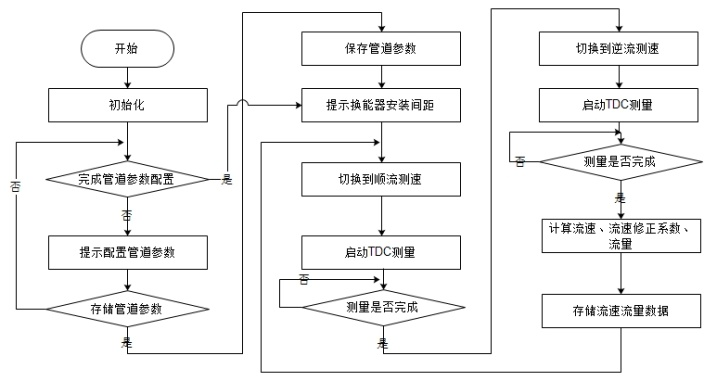 开始
初始化
完成管道参数配置
是
否
否
提示配置管道参数
存储管道参数
是
保存管道参数
提示换能器安装间距
切换到顺流测速
启动TDC测量
否
测量是否完成
是
切换到逆流测速
启动TDC测量
测量是否完成
否
是
计算流速、流速修正系数、
流量
存储流速流量数据